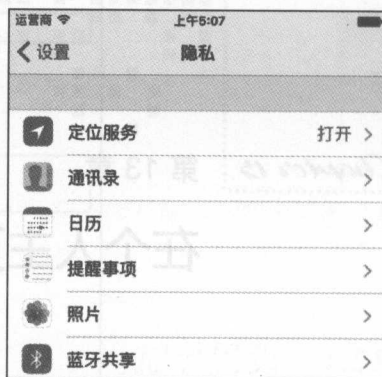 运营商 上午5:07
设置 隐私
定位服务 打开
通讯录
日历
提醒事项
照片
蓝牙共享